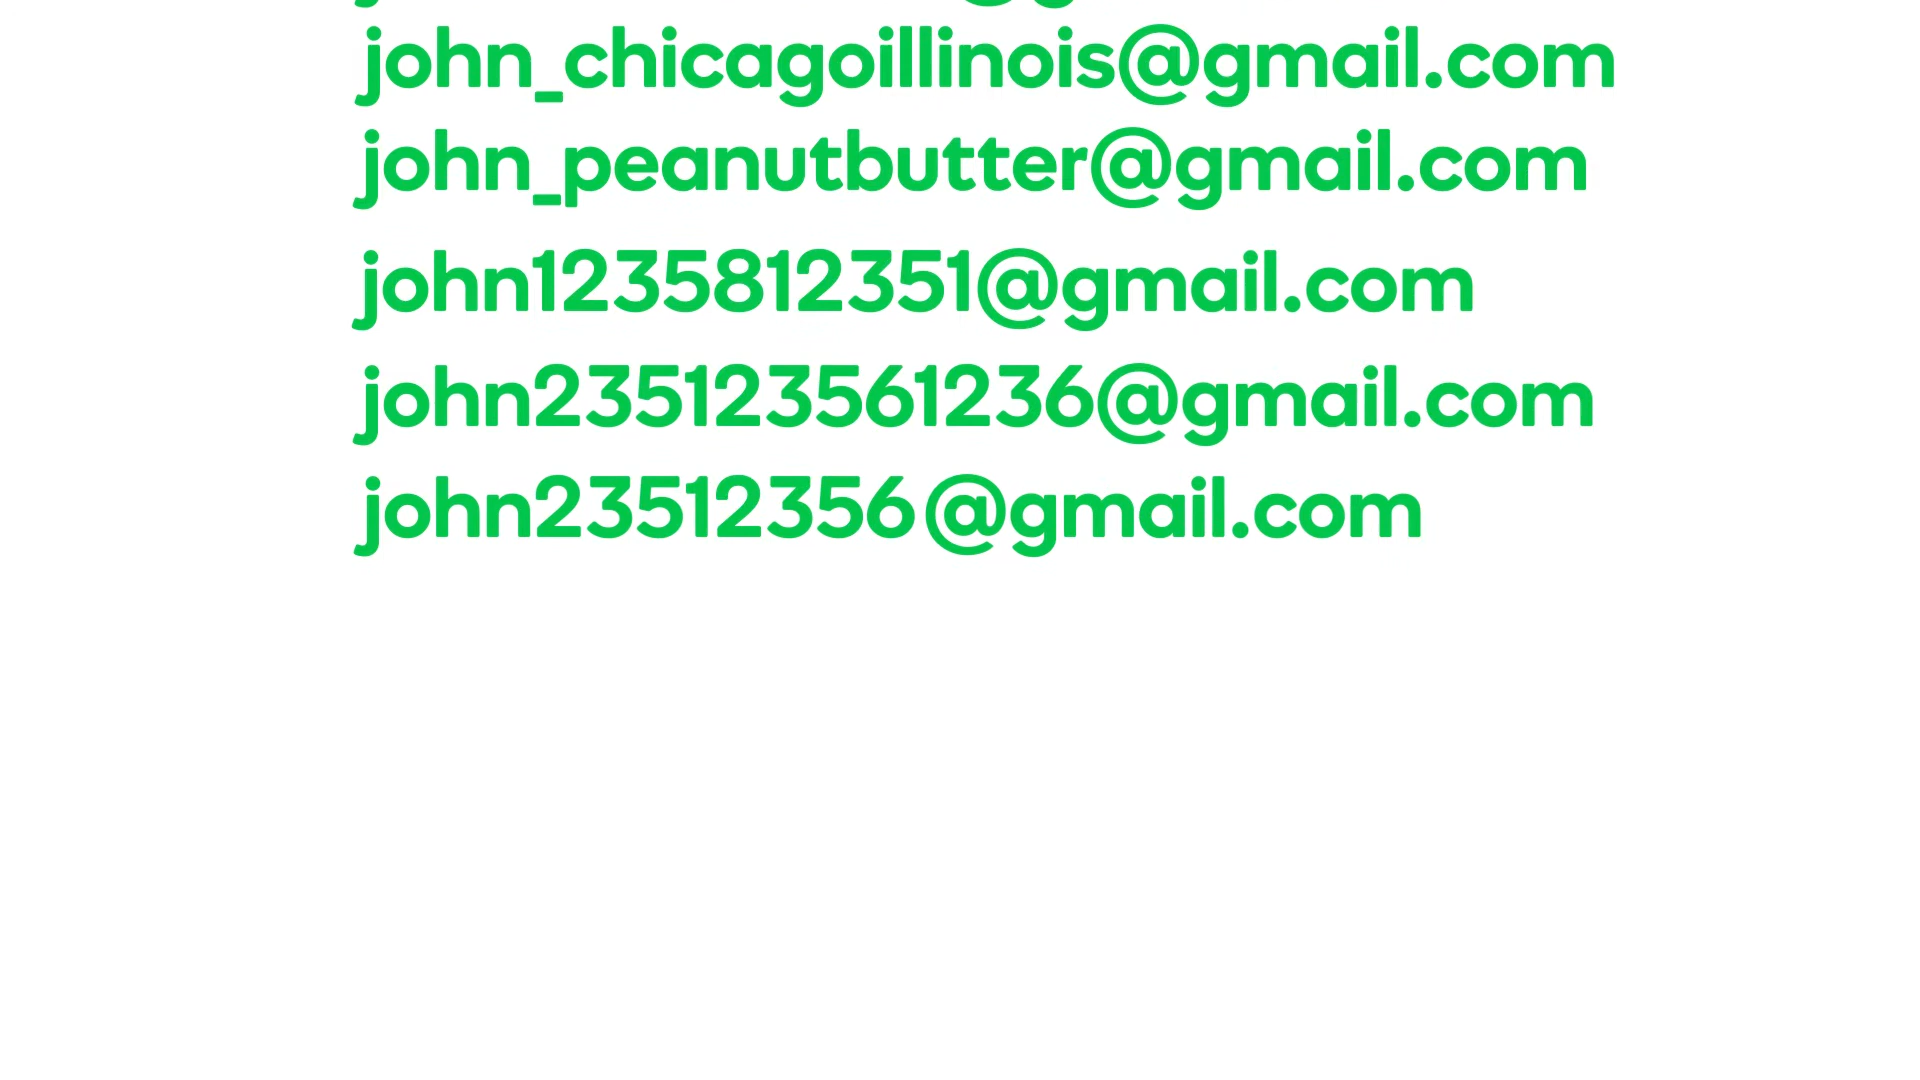 john_chicagoillinois@gmail.com
john_peanutbutter@gmail.com
john1235812351@gmail.com
john235123561236@gmail.com
john23512356@gmail.com